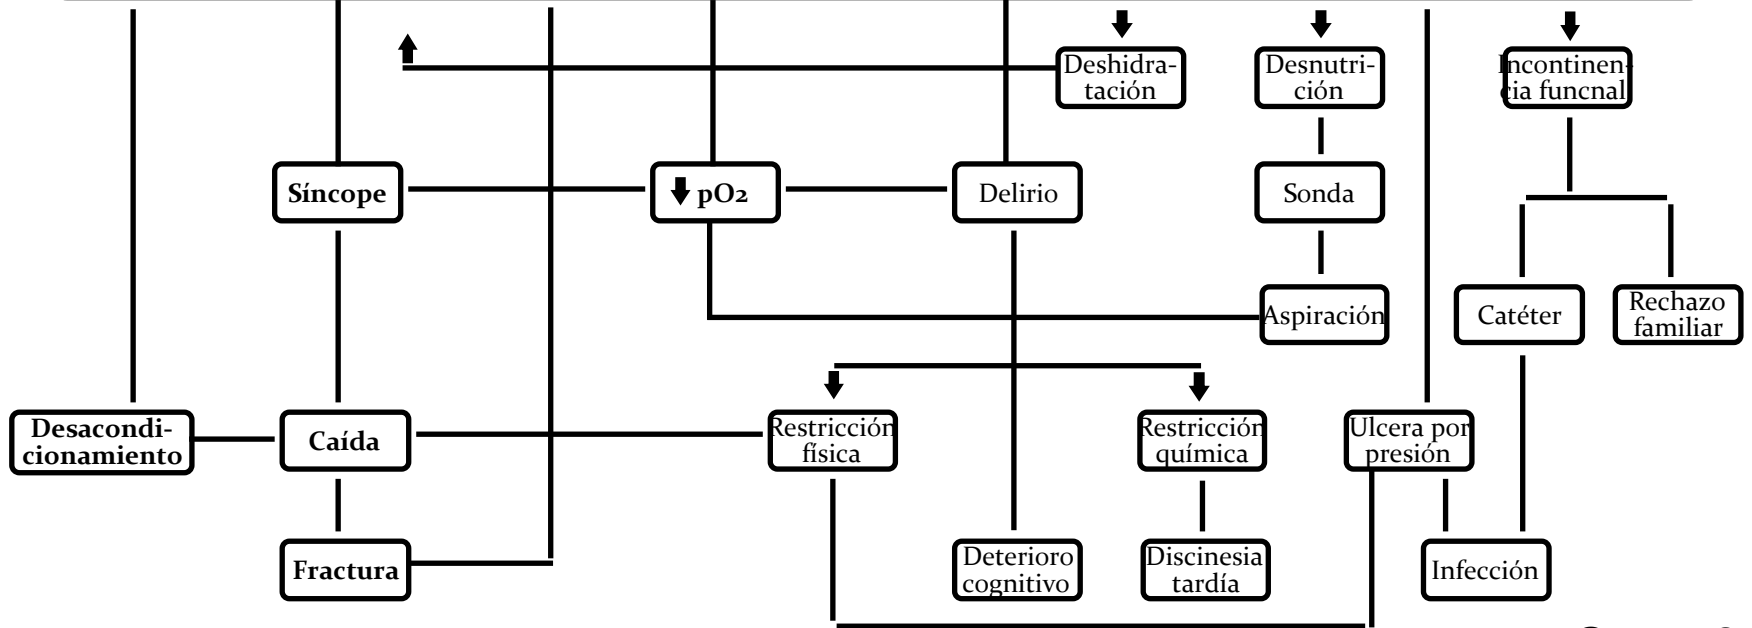 Deshidra-
tación
Desnutri-
ción
Incontinen-
cia funcnal
Síncope
pO2
Delirio
Sonda
Aspiración
Catéter
Rechazo
familiar
Desacondi-
cionamiento
Caída
Restricción
física
Restricción
química
Ulcera por
presión
Fractura
Deterioro
cognitivo
Discinesia
tardía
Infección